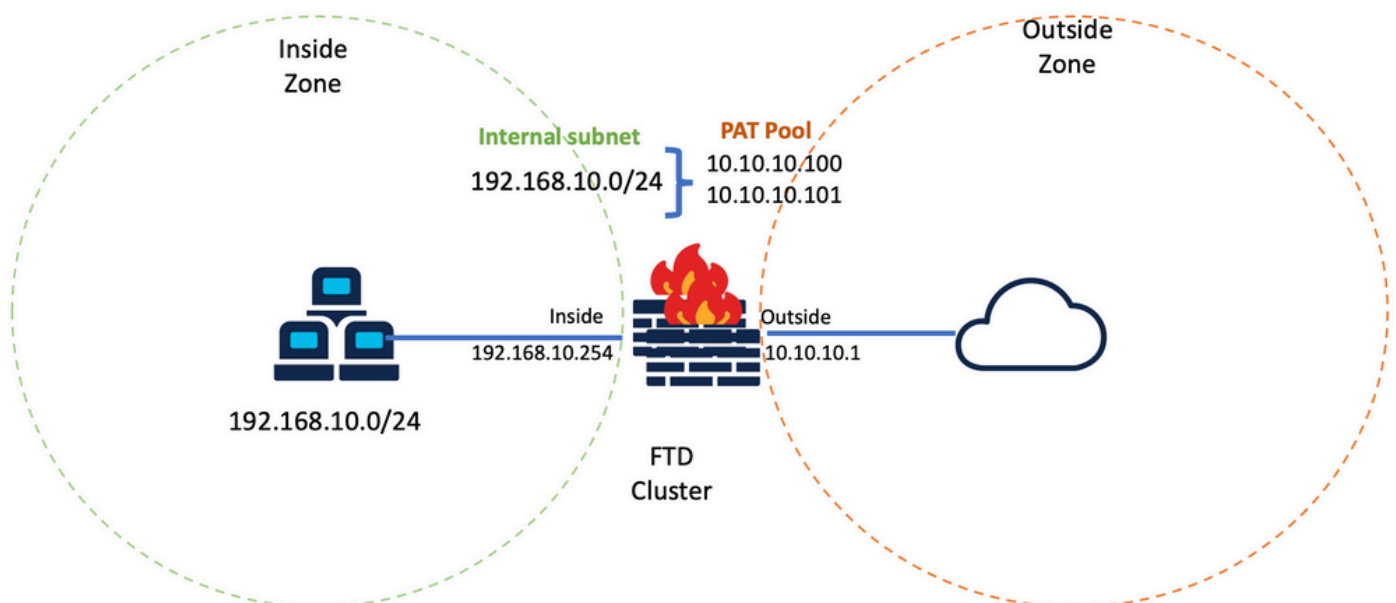 Inside
Zone
Outside
Zone
Internal subnet
192.168.10.0/24
PAT Pool
10.10.10.100
10.10.10.101
Inside
192.168.10.254
Outside
10.10.10.1
192.168.10.0/24
FTD
Cluster